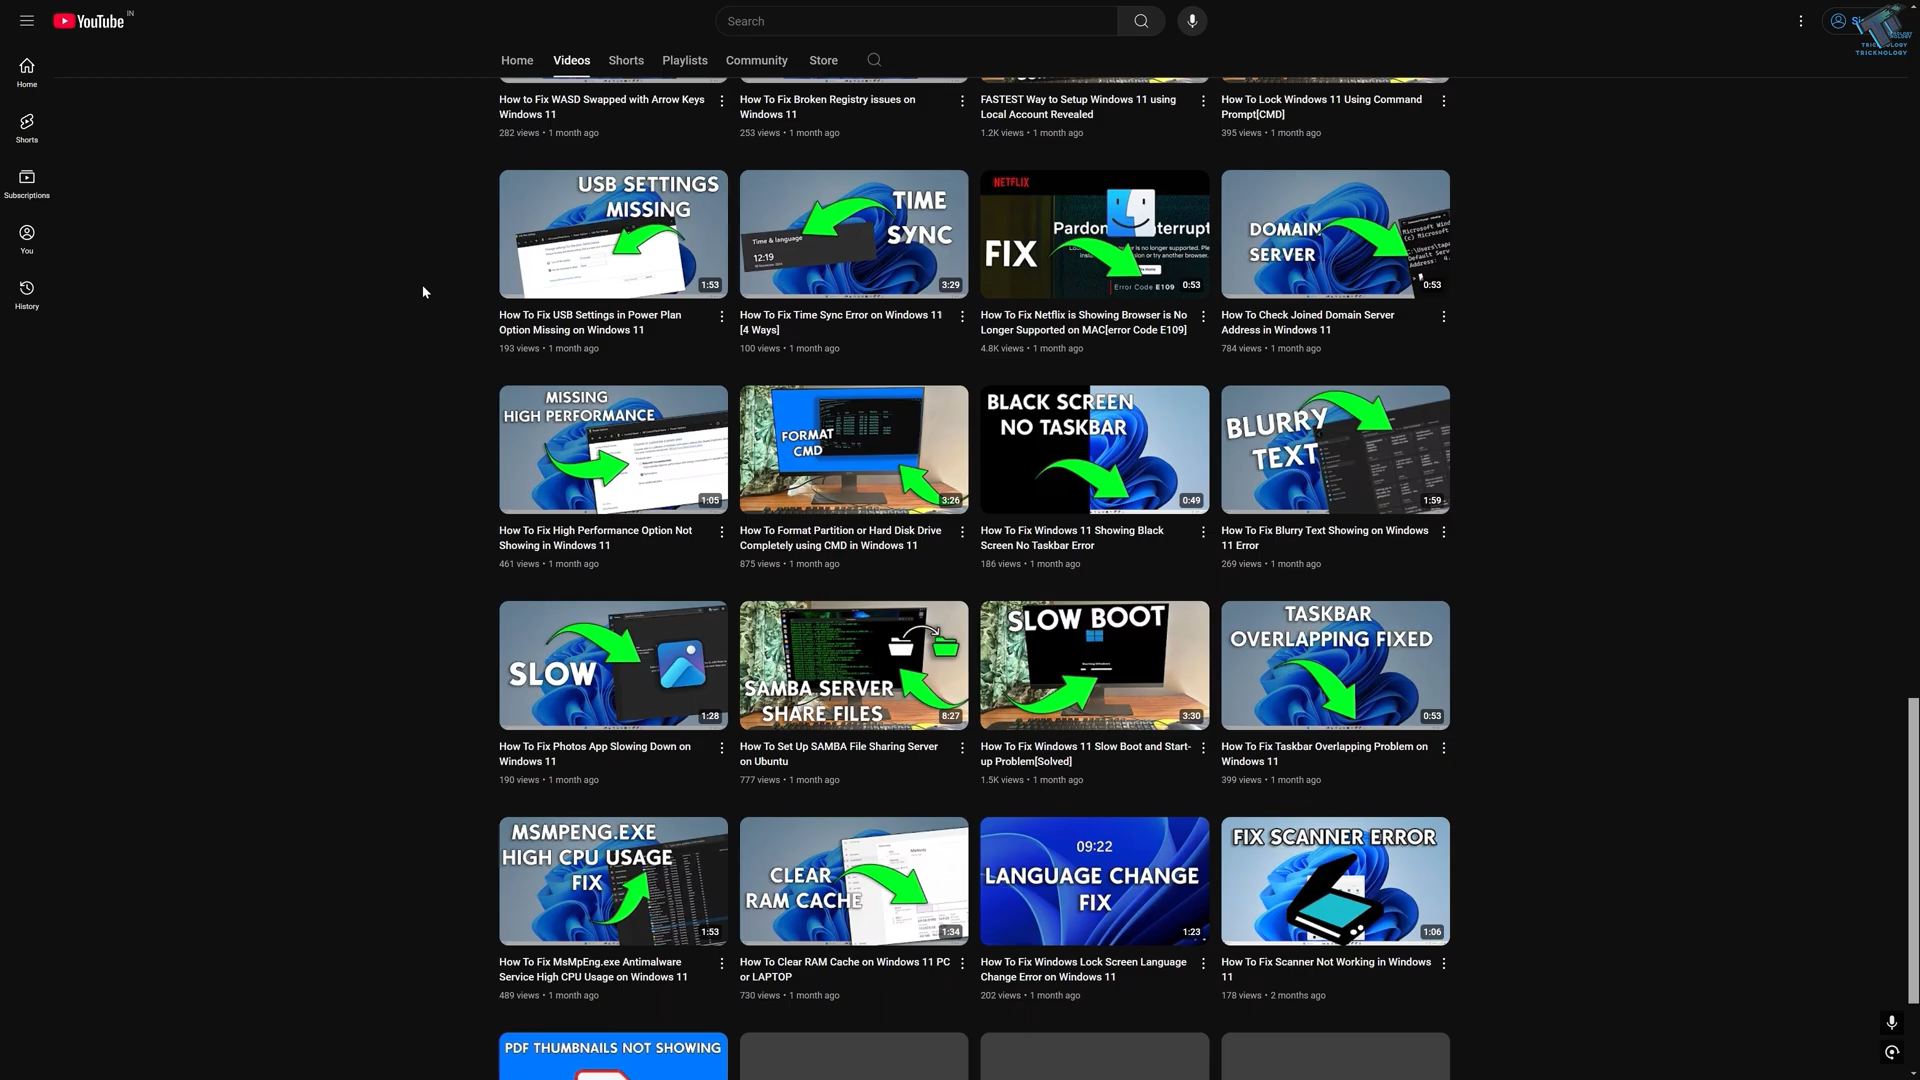 YouTube IN
Search
Home
Videos
Shorts
Playlists
Community
Store
TRICKNOLOGY
Home
Shorts
Subscriptions
You
History
How to Fix WASD Swapped with Arrow Keys
Windows 11
282 views • 1 month ago
How To Fix Broken Registry issues on
Windows 11
253 views • 1 month ago
FASTEST Way to Setup Windows 11 using
Local Account Revealed
1.2K views • 1 month ago
How To Lock Windows 11 Using Command
Prompt[CMD]
395 views • 1 month ago
USB SETTINGS
MISSING
1:53
Time & language
12:19
TIME
SYNC
3:29
NETFLIX
FIX
Error Code E109
0:53
DOMAIN
SERVER
0:53
How To Fix USB Settings in Power Plan
Option Missing on Windows 11
193 views • 1 month ago
How To Fix Time Sync Error on Windows 11
[4 Ways]
100 views • 1 month ago
How To Fix Netflix is Showing Browser is No
Longer Supported on MAC[error Code E109]
4.8K views • 1 month ago
How To Check Joined Domain Server
Address in Windows 11
784 views • 1 month ago
MISSING
HIGH PERFORMANCE
1:05
FORMAT
CMD
3:26
BLACK SCREEN
NO TASKBAR
0:49
BLURRY
TEXT
1:59
How To Fix High Performance Option Not
Showing in Windows 11
461 views • 1 month ago
How To Format Partition or Hard Disk Drive
Completely using CMD in Windows 11
875 views • 1 month ago
How To Fix Windows 11 Showing Black
Screen No Taskbar Error
186 views • 1 month ago
How To Fix Blurry Text Showing on Windows
11 Error
269 views • 1 month ago
SLOW
1:28
SAMBA SERVER
SHARE FILES
8:27
SLOW BOOT
3:30
TASKBAR
OVERLAPPING FIXED
0:53
How To Fix Photos App Slowing Down on
Windows 11
190 views • 1 month ago
How To Set Up SAMBA File Sharing Server
on Ubuntu
777 views • 1 month ago
How To Fix Windows 11 Slow Boot and Start-
up Problem[Solved]
1.5K views • 1 month ago
How To Fix Taskbar Overlapping Problem on
Windows 11
399 views • 1 month ago
MSMPENG.EXE
HIGH CPU USAGE
FIX
1:53
CLEAR
RAM CACHE
1:34
09:22
LANGUAGE CHANGE
FIX
1:23
FIX SCANNER ERROR
1:06
How To Fix MsMpEng.exe Antimalware
Service High CPU Usage on Windows 11
489 views • 1 month ago
How To Clear RAM Cache on Windows 11 PC
or LAPTOP
730 views • 1 month ago
How To Fix Windows Lock Screen Language
Change Error on Windows 11
202 views • 1 month ago
How To Fix Scanner Not Working in Windows
11
178 views • 2 months ago
PDF THUMBNAILS NOT SHOWING